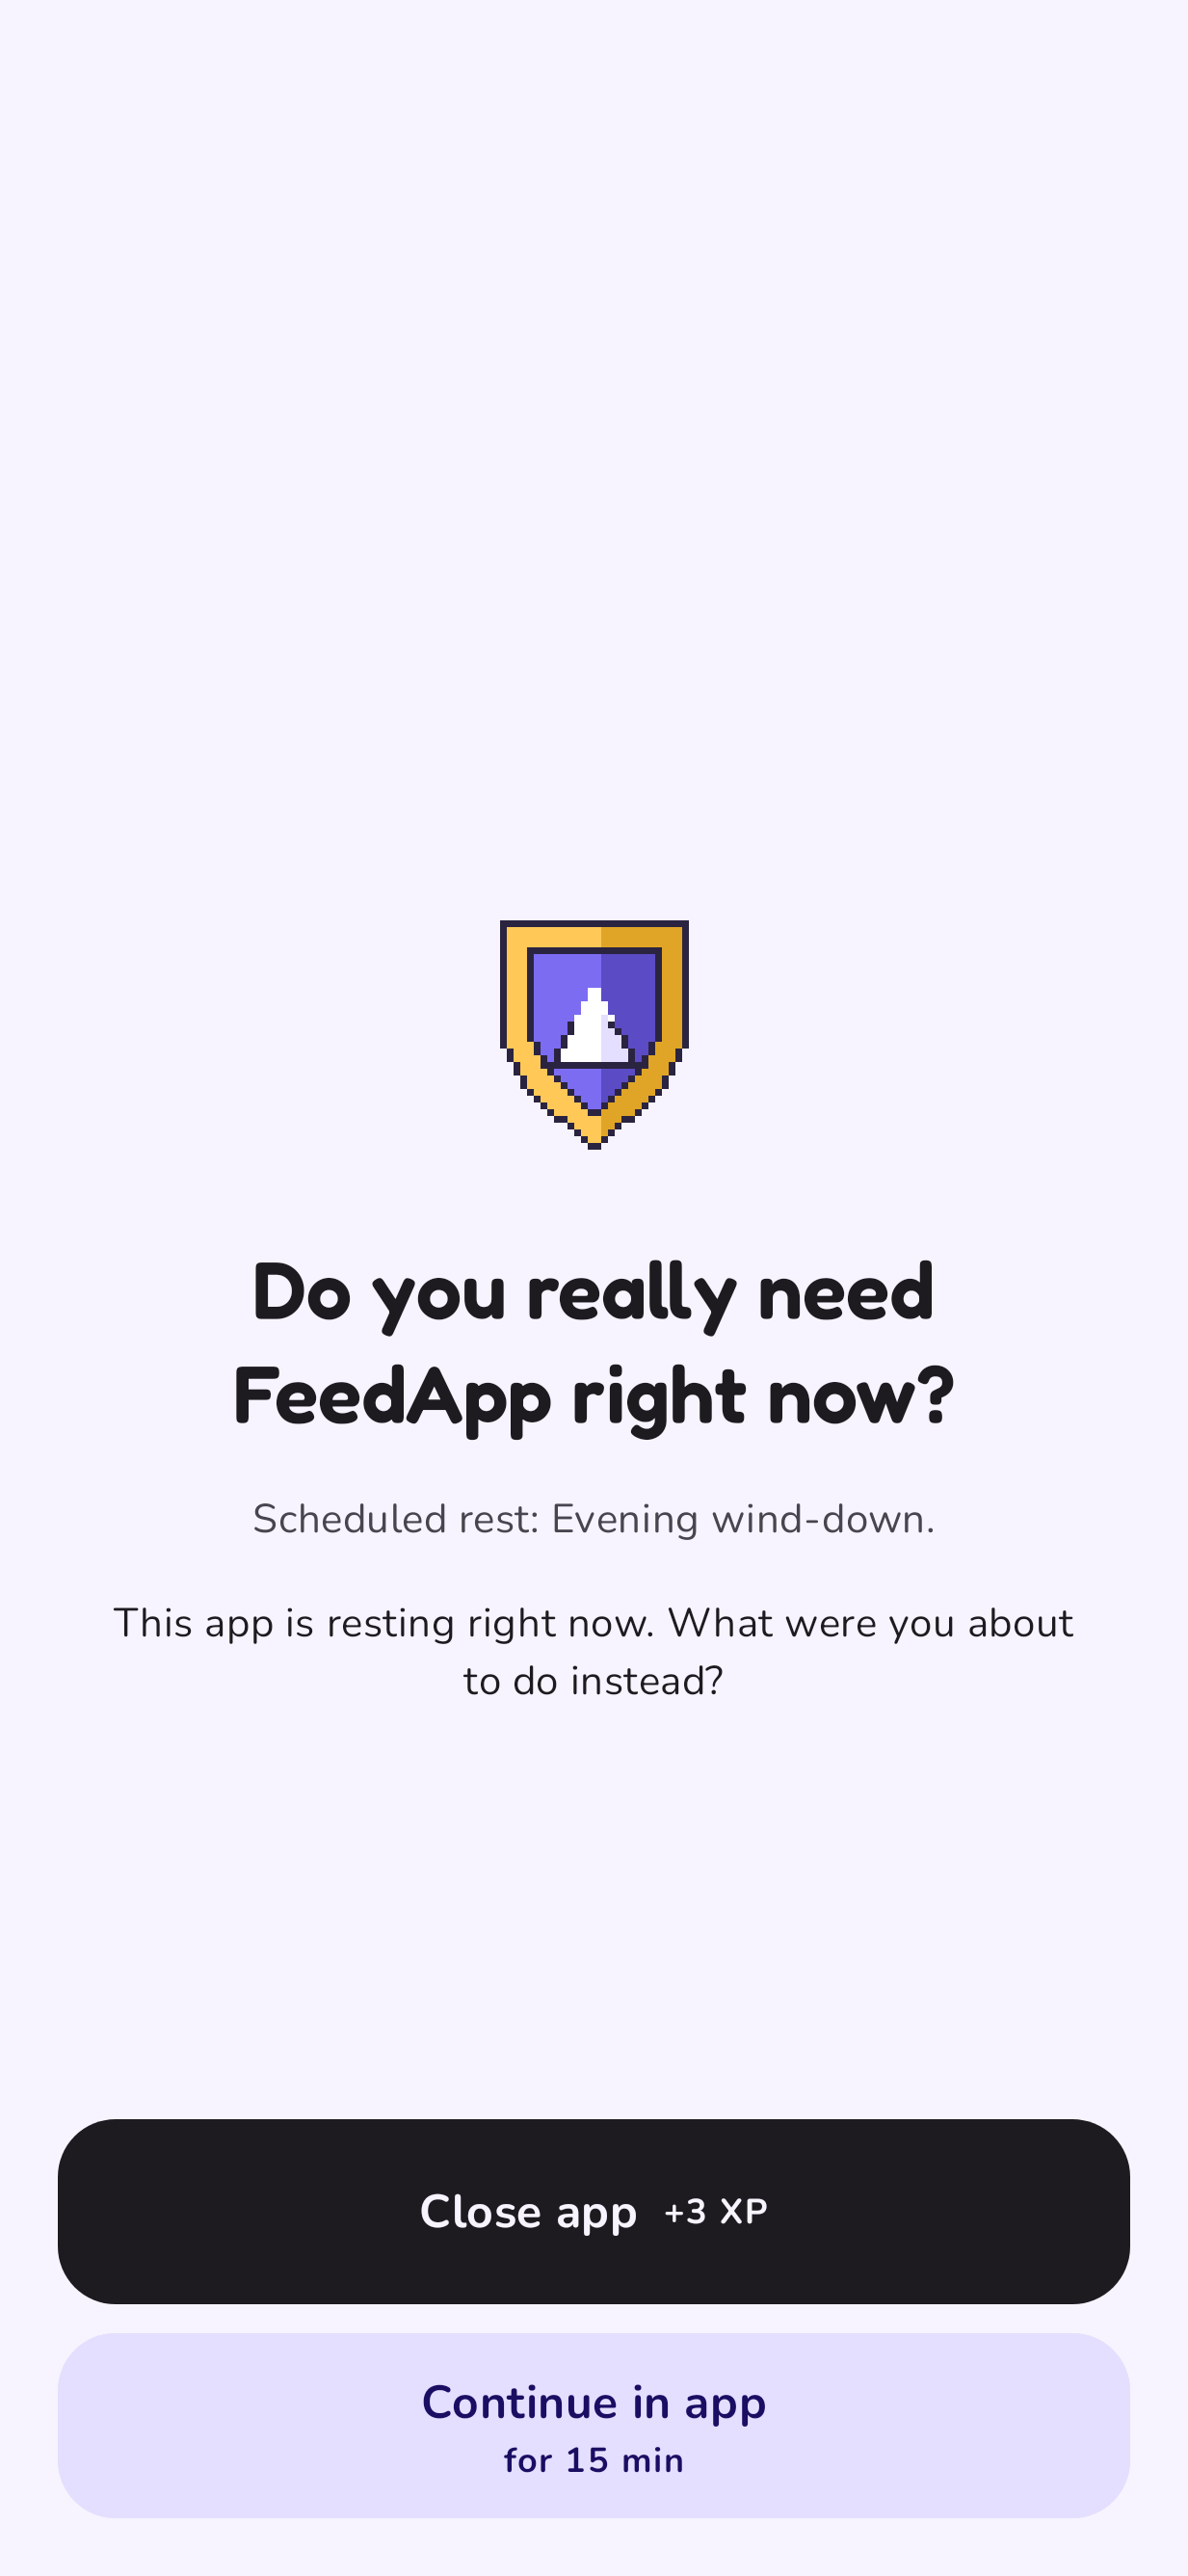 Do you really need
FeedApp right now?
Scheduled rest: Evening wind-down.
This app is resting right now. What were you about
to do instead?
Close app +3 XP
Continue in app
for 15 min